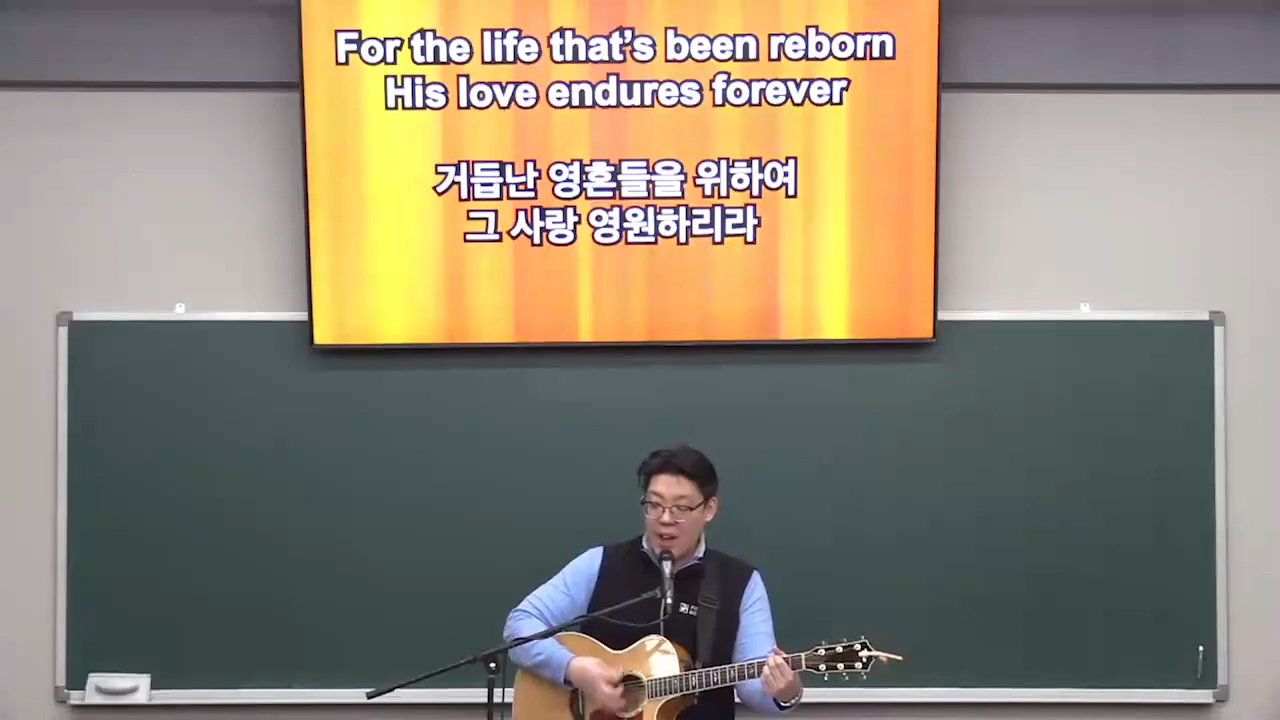 For the life that's been reborn
His love endures forever
거듭난 영혼들을 위하여
그 사랑 영원하리라